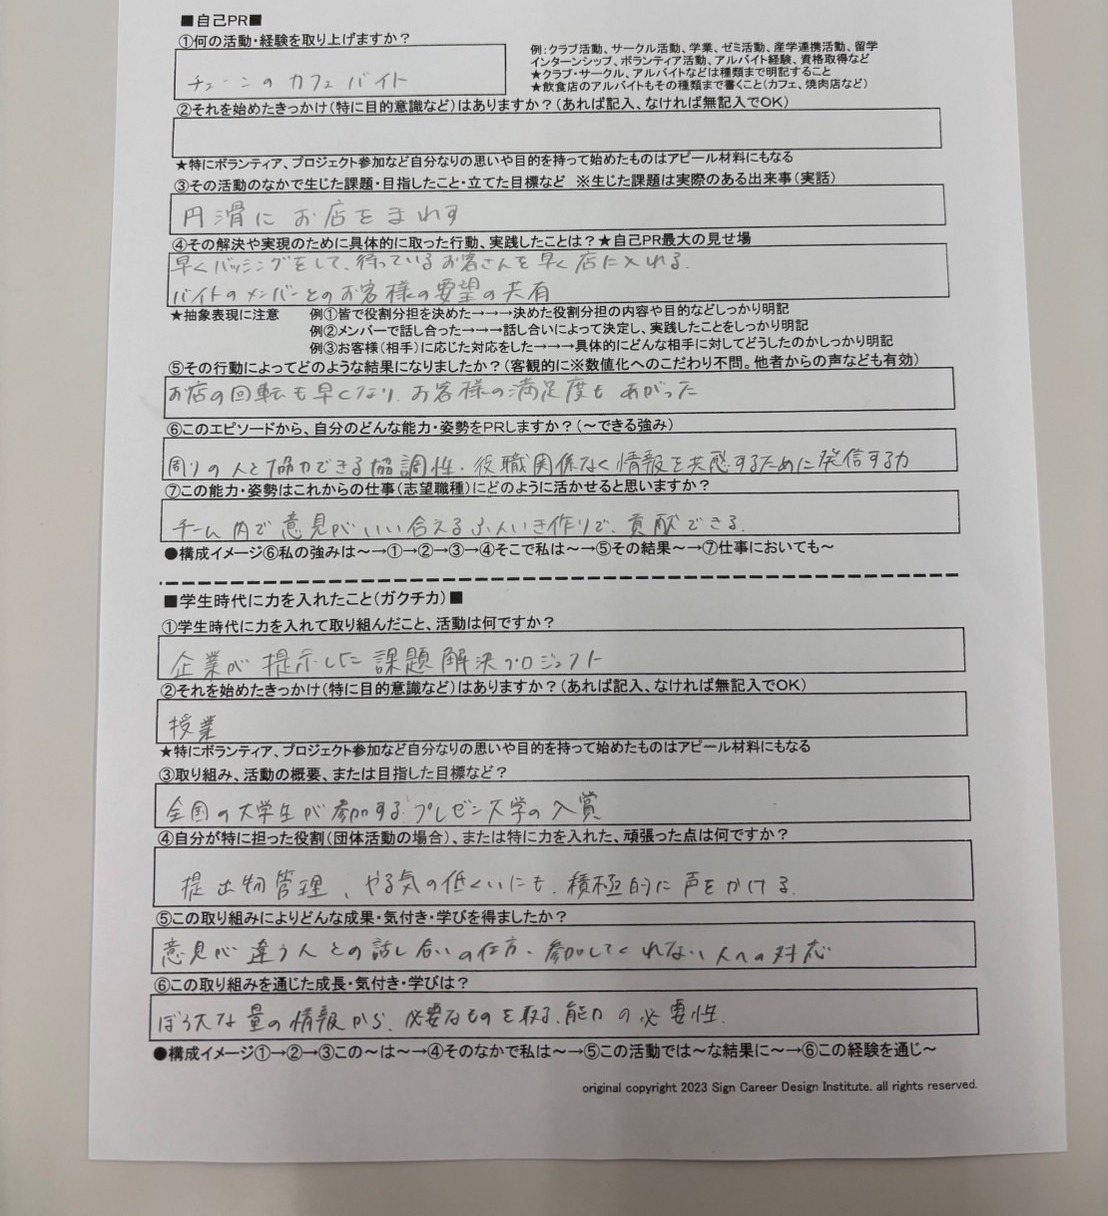 ■自己PR■
①何の活動・経験を取り上げますか？
チェーンのカフェバイト
例：クラブ活動、サークル活動、学業、ゼミ活動、産学連携活動、留学
インターンシップ、ボランティア活動、アルバイト経験、資格取得など
★クラブ・サークル、アルバイトなどは種類まで明記すること
★飲食店のアルバイトもその種類まで書くこと（カフェ、焼肉店など）
②それを始めたきっかけ（特に目的意識など）はありますか？（あれば記入、なければ無記入でOK）
★特にボランティア、プロジェクト参加など自分なりの思いや目的を持って始めたものはアピール材料にもなる
③その活動のなかで生じた課題・目指したこと・立てた目標など　※生じた課題は実際のある出来事（実話）
円滑にお店をまわす
④その解決や実現のために具体的に取った行動、実践したことは？★自己PR最大の見せ場
早くバッシングをして、待っているお客さんを早く店に入れる。
バイトのメンバーとのお客様の要望の共有
★抽象表現に注意　例①皆で役割分担を決めた→→→決めた役割分担の内容や目的などしっかり明記
例②メンバーで話し合った→→→話し合いによって決定し、実践したことをしっかり明記
例③お客様（相手）に応じた対応をした→→→具体的にどんな相手に対してどうしたのかしっかり明記
⑤その行動によってどのような結果になりましたか？（客観的に※数値化へのこだわり不問。他者からの声なども有効）
お店の回転も早くなり、お客様の満足度もあがった
⑥このエピソードから、自分のどんな能力・姿勢をPRしますか？（～できる強み）
周りの人と協力できる協調性・役職関係なく情報を共感するために発信する力
⑦この能力・姿勢はこれからの仕事（志望職種）にどのように活かせると思いますか？
チーム内で意見がいい合えるふんいき作りで、貢献できる。
●構成イメージ⑥私の強みは～→①→②→③→④そこで私は～→⑤その結果～→⑦仕事においても～
■学生時代に力を入れたこと（ガクチカ）■
①学生時代に力を入れて取り組んだこと、活動は何ですか？
企業が提示した課題解決プロジェクト
②それを始めたきっかけ（特に目的意識など）はありますか？（あれば記入、なければ無記入でOK）
授業
★特にボランティア、プロジェクト参加など自分なりの思いや目的を持って始めたものはアピール材料にもなる
③取り組み、活動の概要、または目指した目標など？
全国の大学生が参加するプレゼン大学の入賞
④自分が特に担った役割（団体活動の場合）、または特に力を入れた、頑張った点は何ですか？
提出物管理、やる気の低い人にも、積極的に声をかける。
⑤この取り組みによりどんな成果・気付き・学びを得ましたか？
意見が違う人との話し合いの仕方・参加してくれない人への対応
⑥この取り組みを通じた成長・気付き・学びは？
ぼう大な量の情報から、必要なものを取る能力の必要性。
●構成イメージ①→②→③この～は～→④そのなかで私は～→⑤この活動では～な結果に～→⑥この経験を通じ～
original copyright 2023 Sign Career Design Institute. all rights reserved.